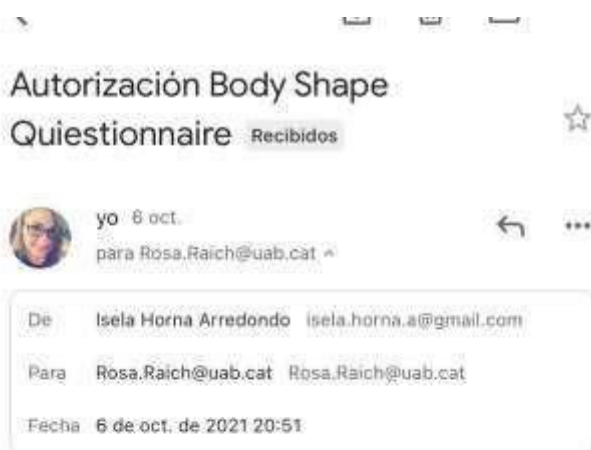 Autorización Body Shape
Quiestionnaire Recibidos
yo 6 oct.
para Rosa.Raich@uab.cat
De Isela Horna Arredondo isela.horna.a@gmail.com
Para Rosa.Raich@uab.cat Rosa.Raich@uab.cat
Fecha 6 de oct. de 2021 20:51